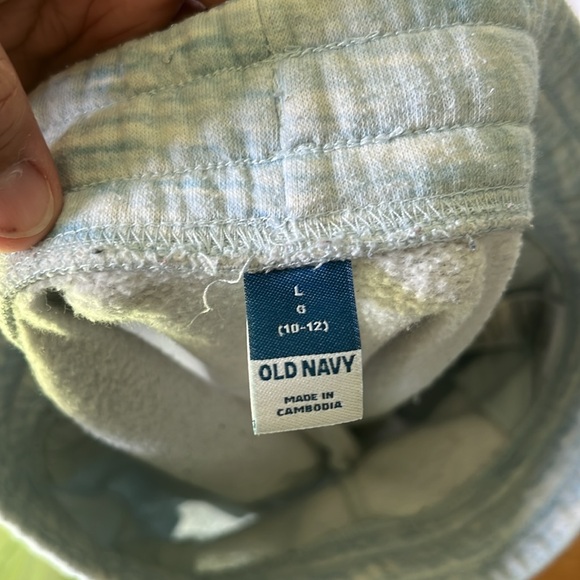 L
G
(10-12)
OLD NAVY
MADE IN
CAMBODIA